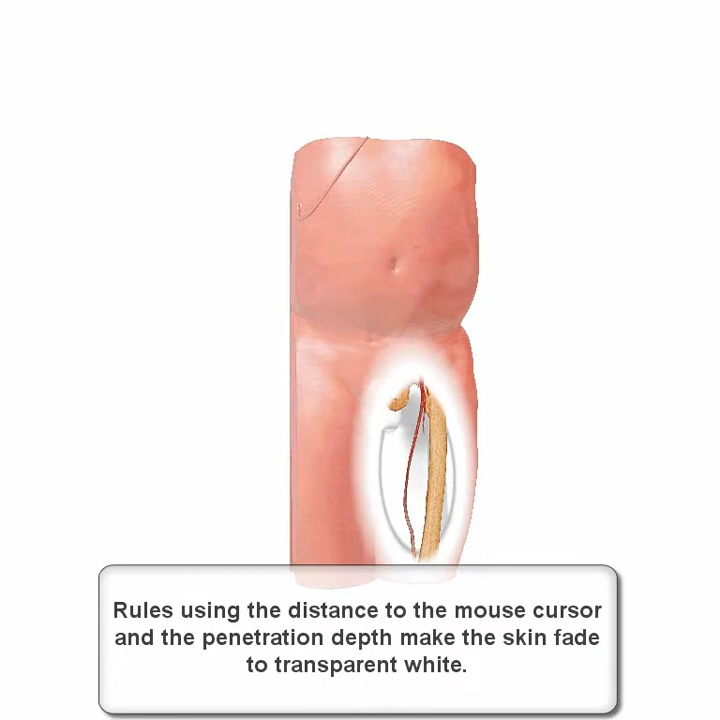 Rules using the distance to the mouse cursor
and the penetration depth make the skin fade
to transparent white.